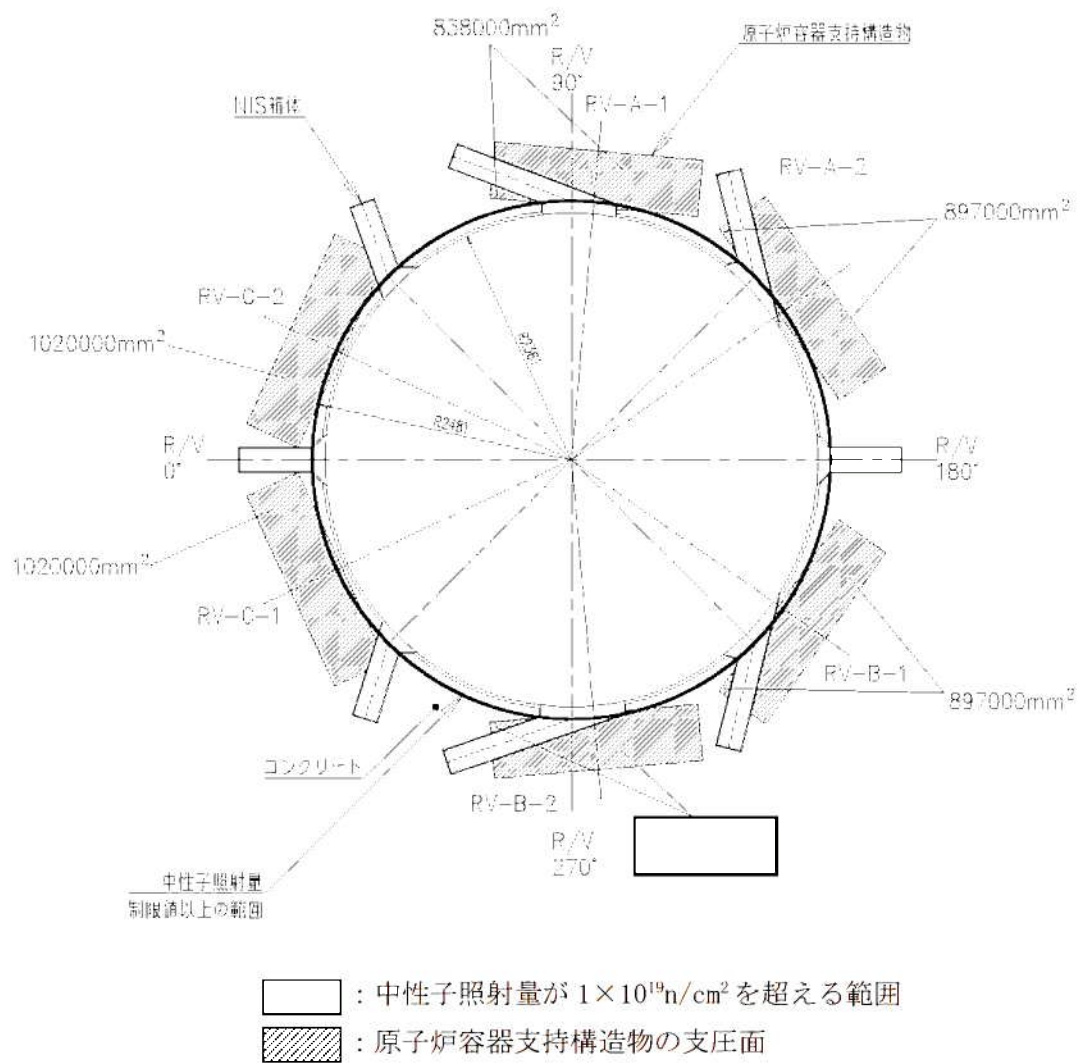 838000mm²
原子炉容器支持構造物
R/V
90°
RV-A-1
NIS箱体
RV-A-2
897000mm²
RV-C-2
1020000mm²
R2481
R/V
0°
R/V
180°
1020000mm²
RV-C-1
RV-B-1
897000mm²
コンクリート
RV-B-2
R/V
270°
中性子照射量
制限値以上の範囲
：中性子照射量が 1×10¹⁹n/cm² を超える範囲
：原子炉容器支持構造物の支圧面